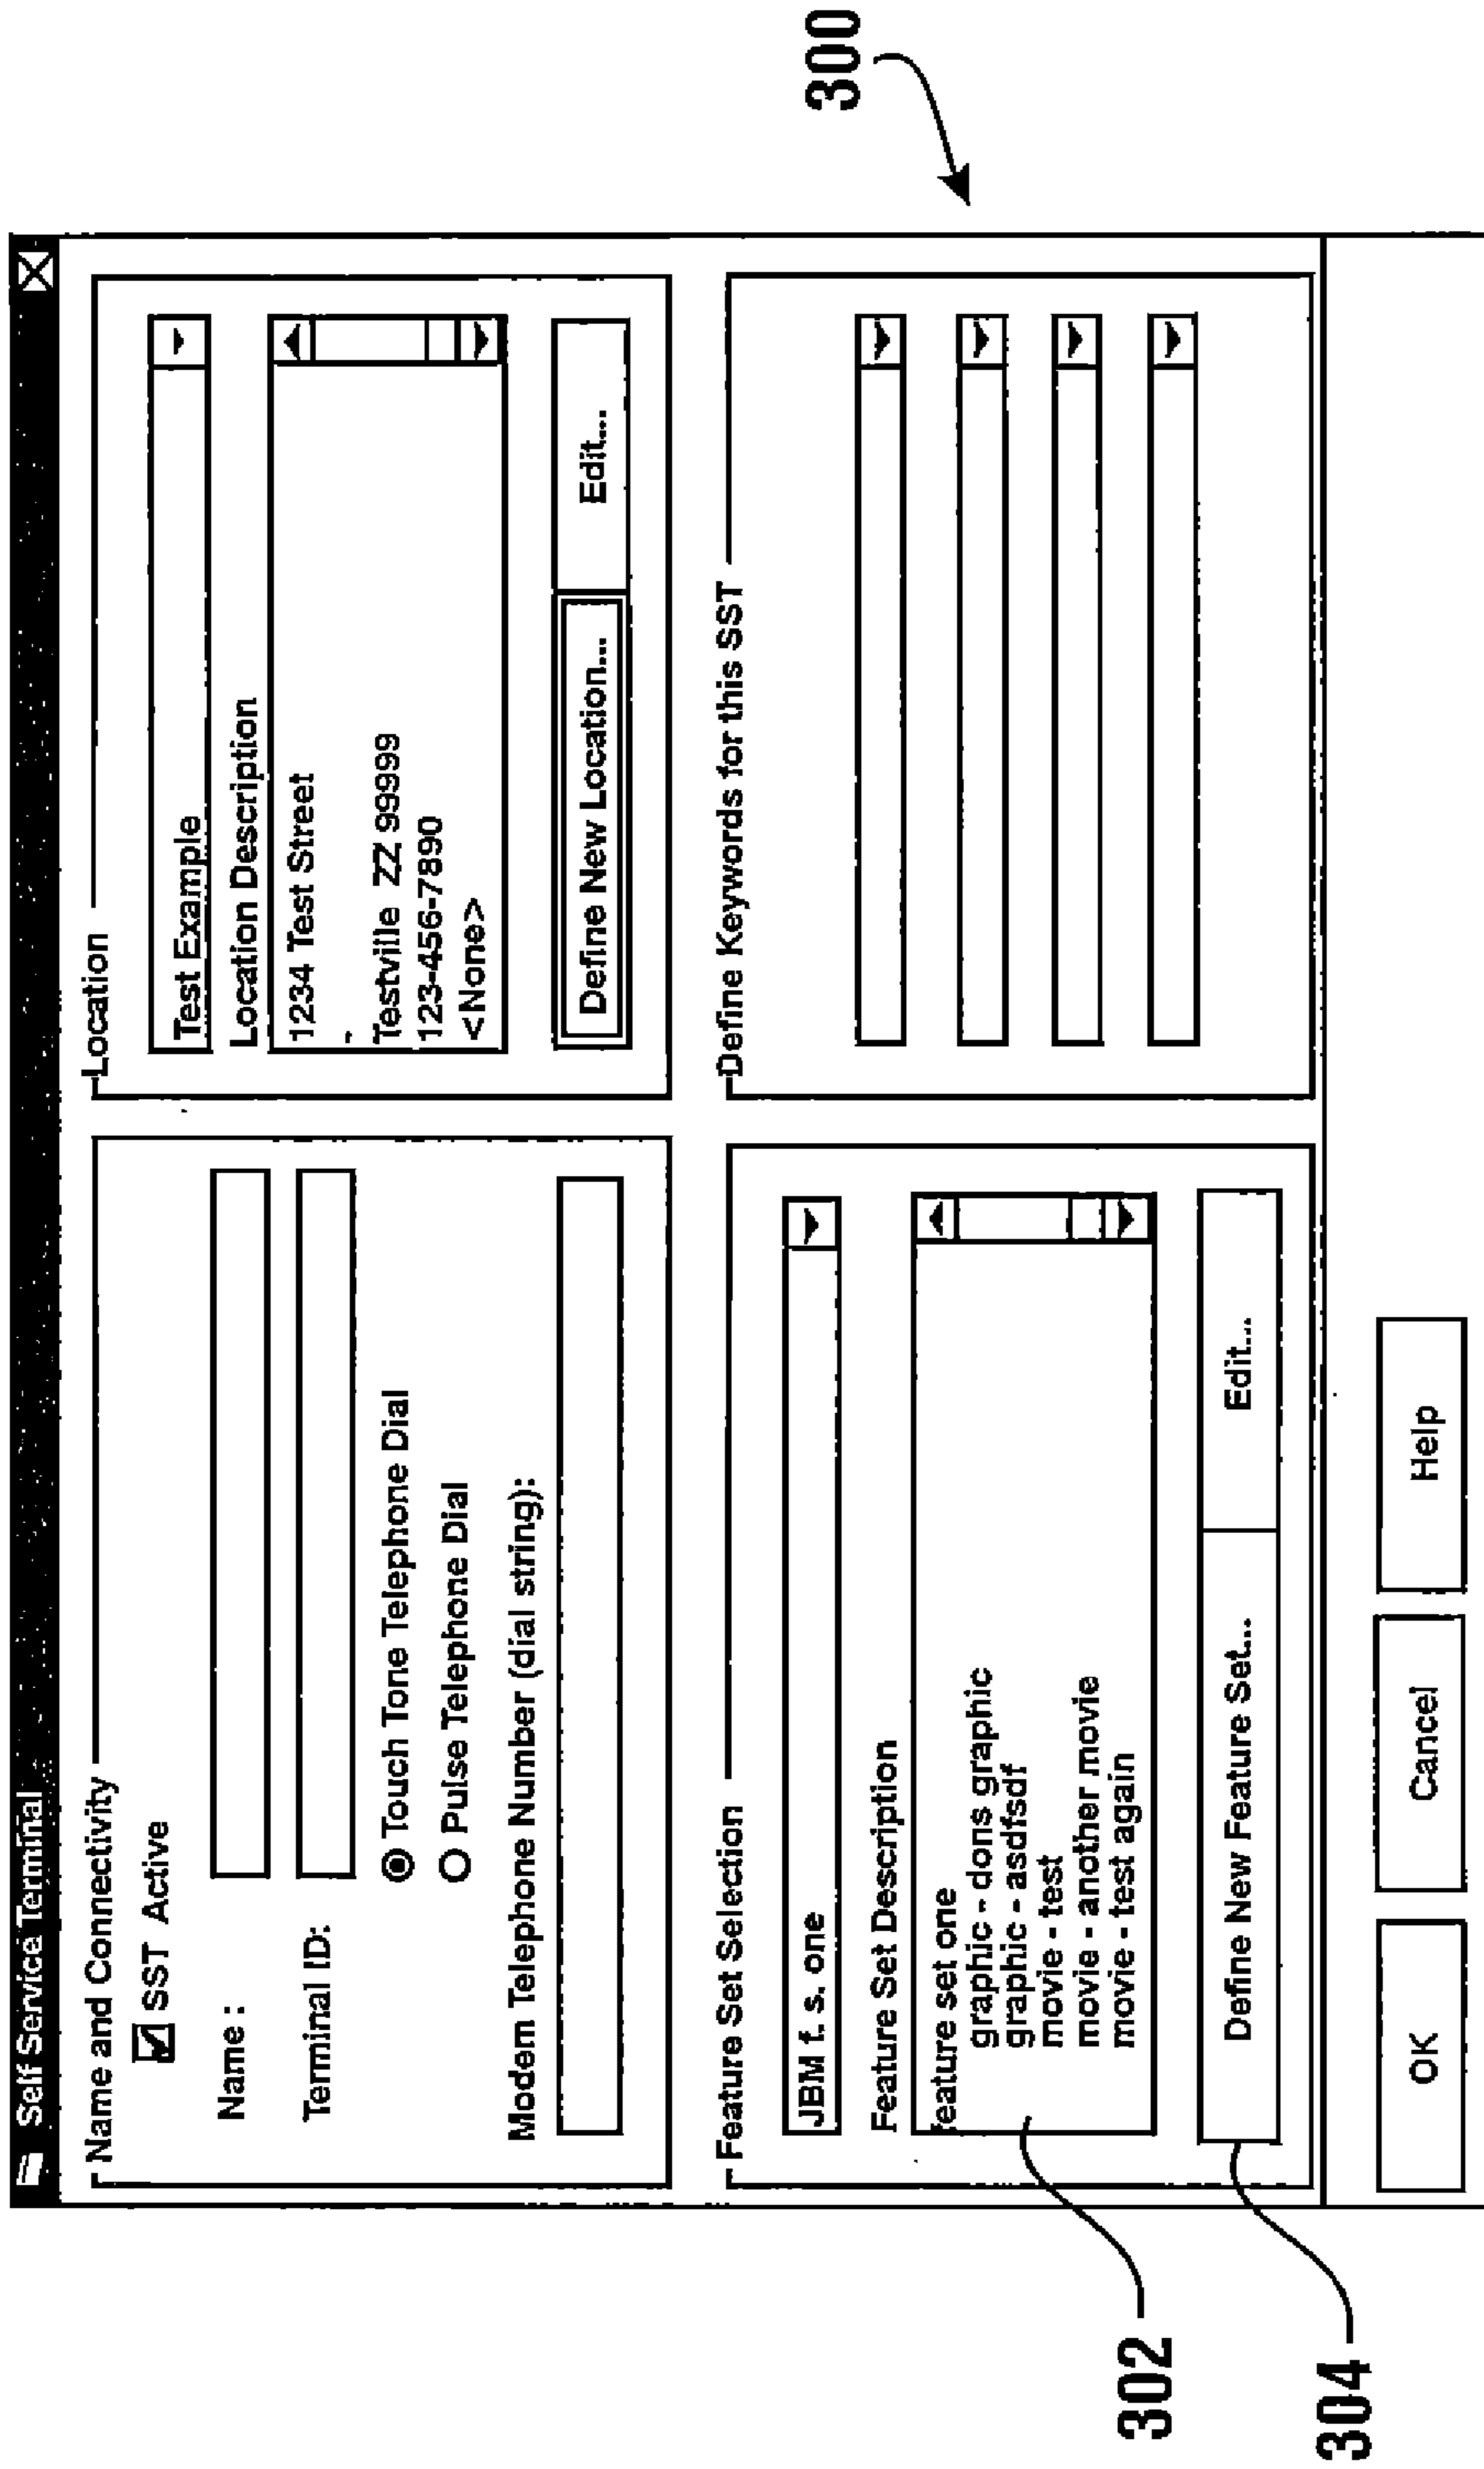 Self Service Terminal
Name and Connectivity
SST Active
Name :
Terminal ID:
Touch Tone Telephone Dial
Pulse Telephone Dial
Modem Telephone Number (dial string):
Location
Test Example
Location Description
1234 Test Street
,
Testville ZZ 99999
123-456-7890
<None>
Define New Location...
Edit...
Feature Set Selection
JBM f. s. one
Feature Set Description
feature set one
graphic - dons graphic
graphic - asdfsdf
movie - test
movie - another movie
movie - test again
Define New Feature Set...
Edit...
Define Keywords for this SST
OK
Cancel
Help
300
302
304